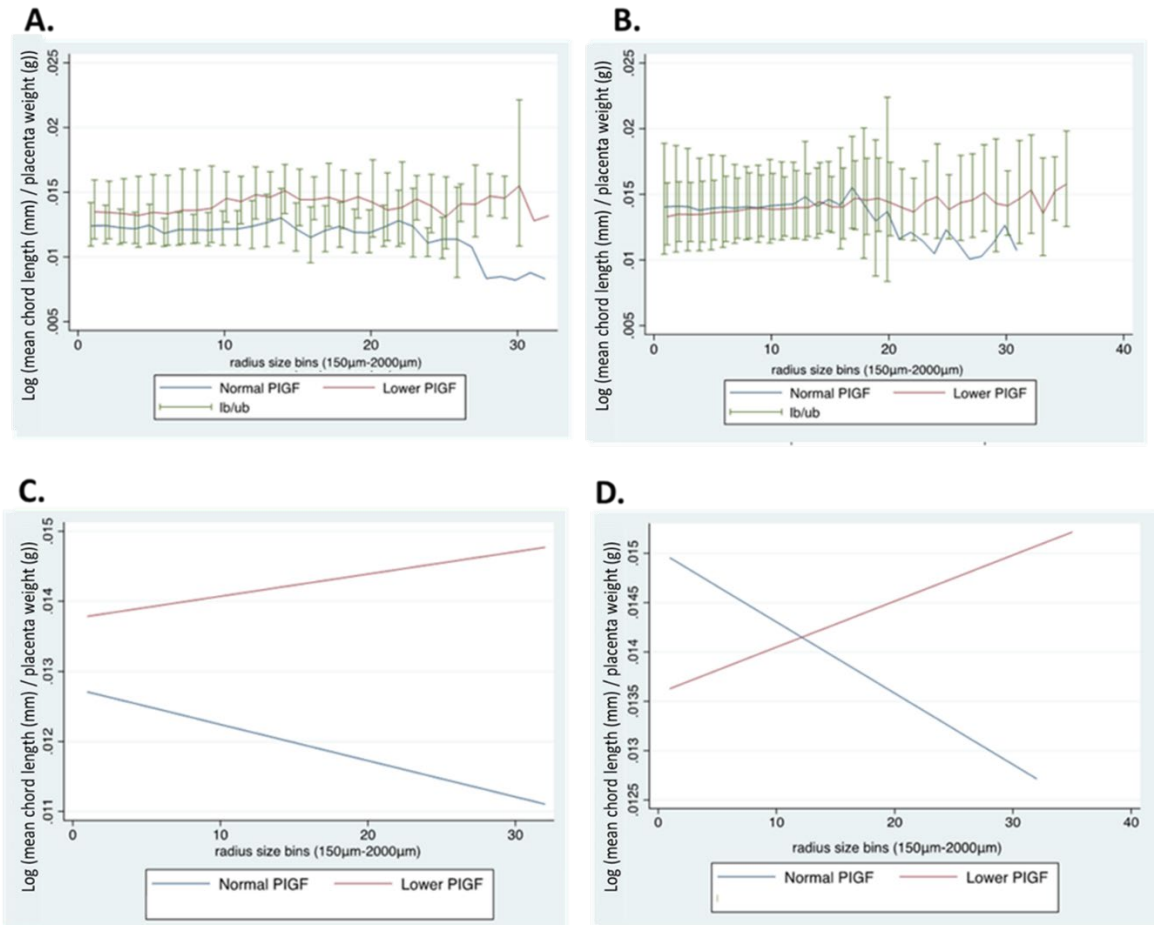 A.
Log (mean chord length (mm) / placenta weight (g))
.025
.02
.015
.01
.005
0 10 20 30
radius size bins (150μm-2000μm)
Normal PIGF Lower PIGF
lb/ub
B.
Log (mean chord length (mm) / placenta weight (g))
.025
.02
.015
.01
.005
0 10 20 30 40
radius size bins (150μm-2000μm)
Normal PIGF Lower PIGF
lb/ub
C.
Log (mean chord length (mm) / placenta weight (g))
.015
.014
.013
.012
.011
0 10 20 30
radius size bins (150μm-2000μm)
Normal PIGF Lower PIGF
D.
Log (mean chord length (mm) / placenta weight (g))
.015
.0145
.014
.0135
.013
.0125
0 10 20 30 40
radius size bins (150μm-2000μm)
Normal PIGF Lower PIGF